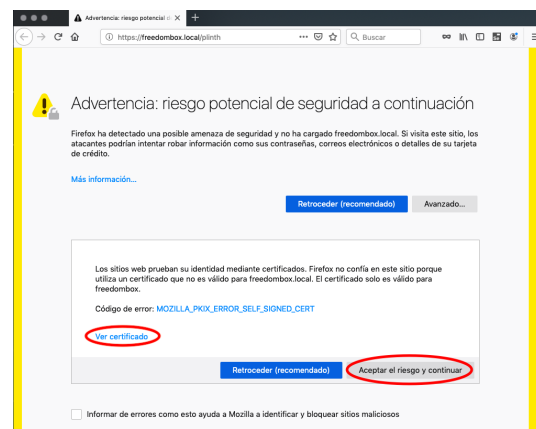 Advertencia: riesgo potencial d
https://freedombox.local/plinth
Buscar
Advertencia: riesgo potencial de seguridad a continuación
Firefox ha detectado una posible amenaza de seguridad y no ha cargado freedombox.local. Si visita este sitio, los
atacantes podrían intentar robar información como sus contraseñas, correos electrónicos o detalles de su tarjeta
de crédito.
Más información...
Retroceder (recomendado)
Avanzado...
Los sitios web prueban su identidad mediante certificados. Firefox no confía en este sitio porque
utiliza un certificado que no es válido para freedombox.local. El certificado solo es válido para
freedombox.
Código de error: MOZILLA_PKIX_ERROR_SELF_SIGNED_CERT
Ver certificado
Retroceder (recomendado)
Aceptar el riesgo y continuar
Informar de errores como esto ayuda a Mozilla a identificar y bloquear sitios maliciosos